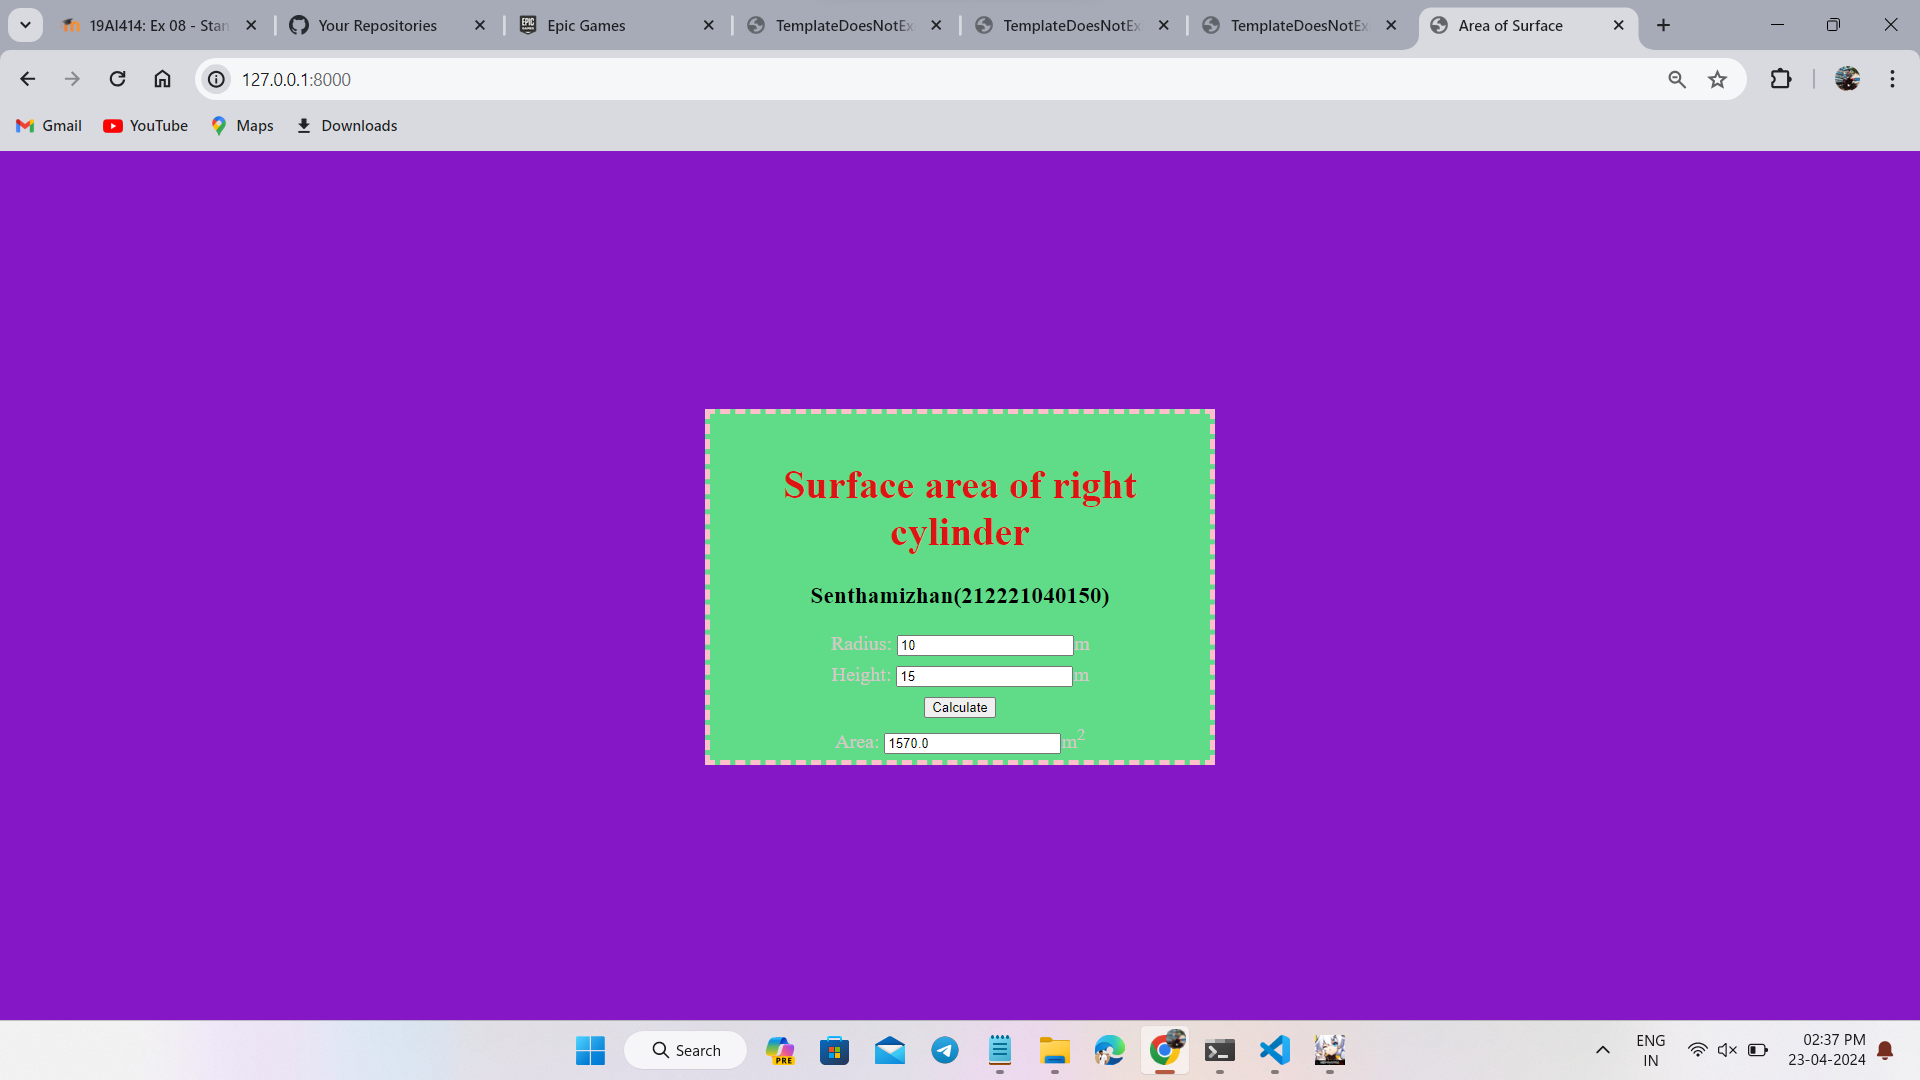 19AI414: Ex 08 - Stan
Your Repositories
Epic Games
TemplateDoesNotEx
TemplateDoesNotEx
TemplateDoesNotEx
Area of Surface
127.0.0.1:8000
Gmail
YouTube
Maps
Downloads
Surface area of right
cylinder
Senthamizhan(212221040150)
Radius: 10 m
Height: 15 m
Calculate
Area: 1570.0 m²
Search
PRE
ENG
IN
02:37 PM
23-04-2024